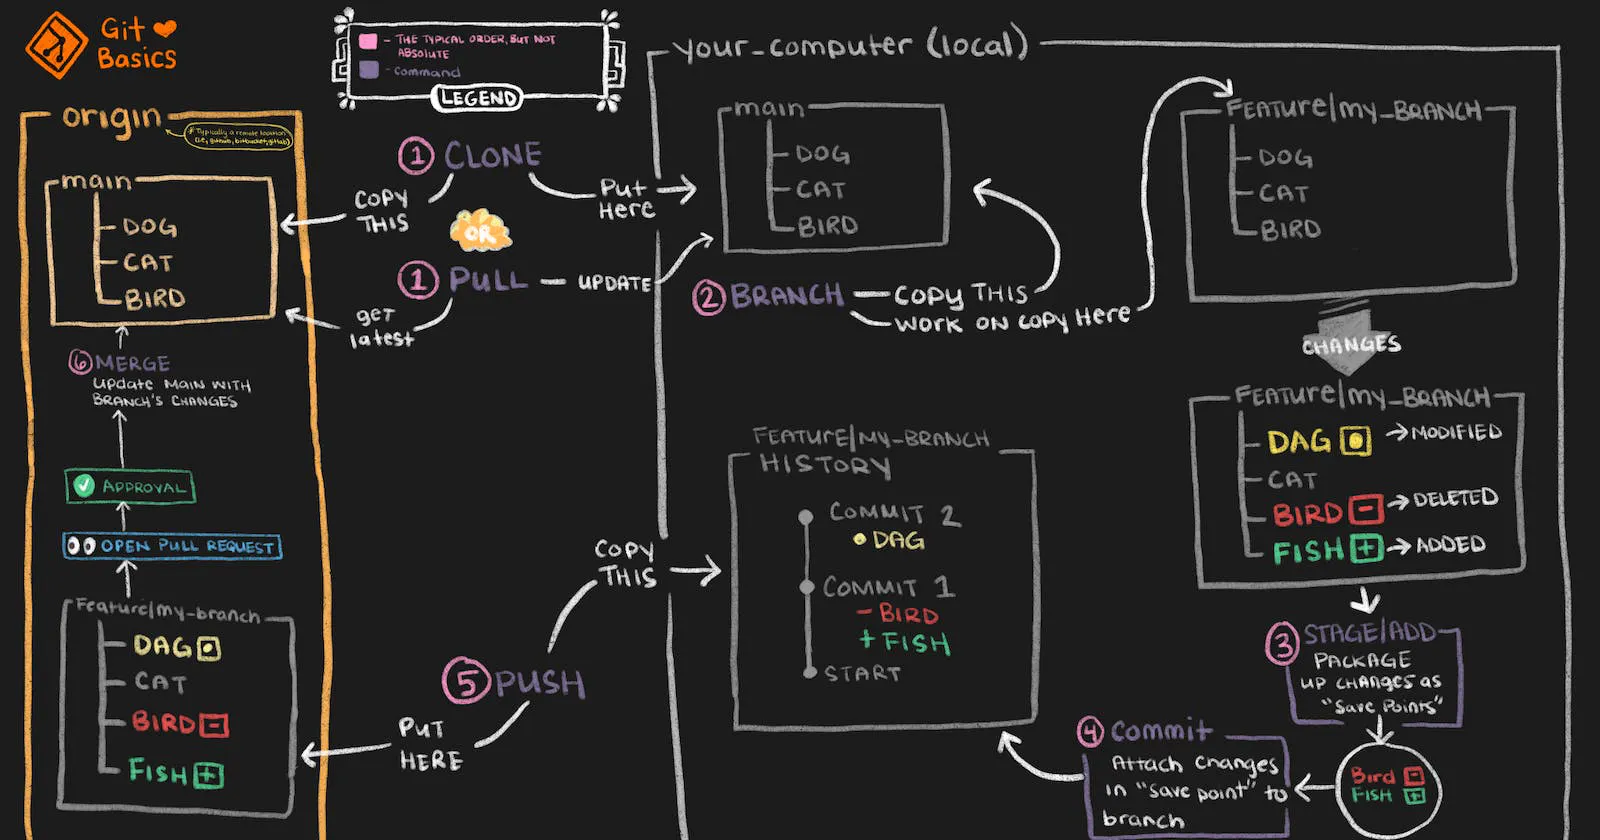 Git
Basics
- THE TYPICAL ORDER, BUT NOT
ABSOLUTE
- Command
LEGEND
origin
* Typically a remote location
(i.e, github, bitbucket, gitlab)
main
DOG
CAT
BIRD
6 MERGE
UPDATE MAIN WITH
BRANCH'S CHANGES
APPROVAL
OPEN PULL REQUEST
Feature/my-branch
DAG
CAT
BIRD -
FISH +
1 CLONE
COPY
THIS
PUT
Here
OR
1 PULL
UPDATE
get
latest
5 PUSH
COPY
THIS
PUT
HERE
your_computer (local)
main
DOG
CAT
BIRD
2 BRANCH
COPY THIS
WORK ON COPY Here
FEATURE/my_BRANCH
DOG
CAT
BIRD
CHANGES
FEATURE/my_BRANCH
DAG
MODIFIED
CAT
BIRD -
DELETED
FISH +
ADDED
3 STAGE/ADD
PACKAGE
UP CHANGES AS
"SAVE POINTS"
Bird -
FISH +
4 Commit
Attach changes
in "save point" to
branch
FEATURE/MY-BRANCH
HISTORY
COMMIT 2
DAG
COMMIT 1
- BIRD
+ FISH
START